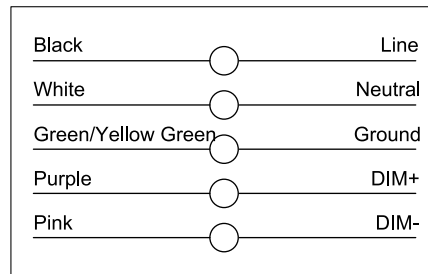 Black Line
White Neutral
Green/Yellow Green Ground
Purple DIM+
Pink DIM-